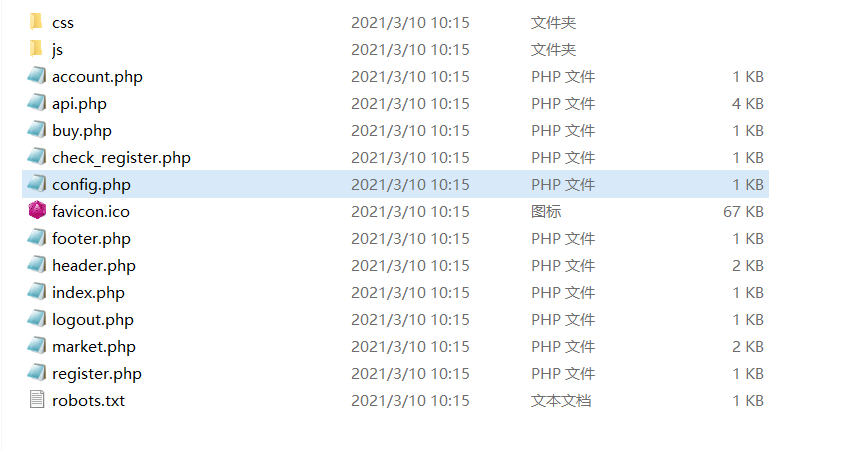 css 2021/3/10 10:15 文件夹
js 2021/3/10 10:15 文件夹
account.php 2021/3/10 10:15 PHP 文件 1 KB
api.php 2021/3/10 10:15 PHP 文件 4 KB
buy.php 2021/3/10 10:15 PHP 文件 1 KB
check_register.php 2021/3/10 10:15 PHP 文件 1 KB
config.php 2021/3/10 10:15 PHP 文件 1 KB
favicon.ico 2021/3/10 10:15 图标 67 KB
footer.php 2021/3/10 10:15 PHP 文件 1 KB
header.php 2021/3/10 10:15 PHP 文件 2 KB
index.php 2021/3/10 10:15 PHP 文件 1 KB
logout.php 2021/3/10 10:15 PHP 文件 1 KB
market.php 2021/3/10 10:15 PHP 文件 2 KB
register.php 2021/3/10 10:15 PHP 文件 1 KB
robots.txt 2021/3/10 10:15 文本文档 1 KB